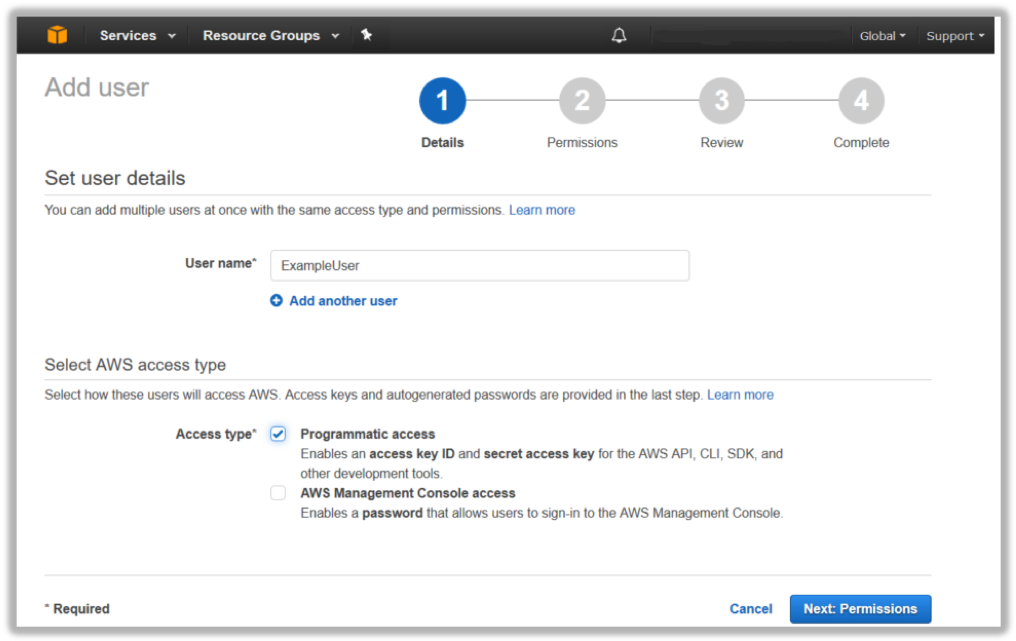 Services Resource Groups Global Support
Add user
1 2 3 4
Details Permissions Review Complete
Set user details
You can add multiple users at once with the same access type and permissions. Learn more
User name* ExampleUser
Add another user
Select AWS access type
Select how these users will access AWS. Access keys and autogenerated passwords are provided in the last step. Learn more
Access type* Programmatic access
Enables an access key ID and secret access key for the AWS API, CLI, SDK, and
other development tools.
AWS Management Console access
Enables a password that allows users to sign-in to the AWS Management Console.
* Required Cancel Next: Permissions